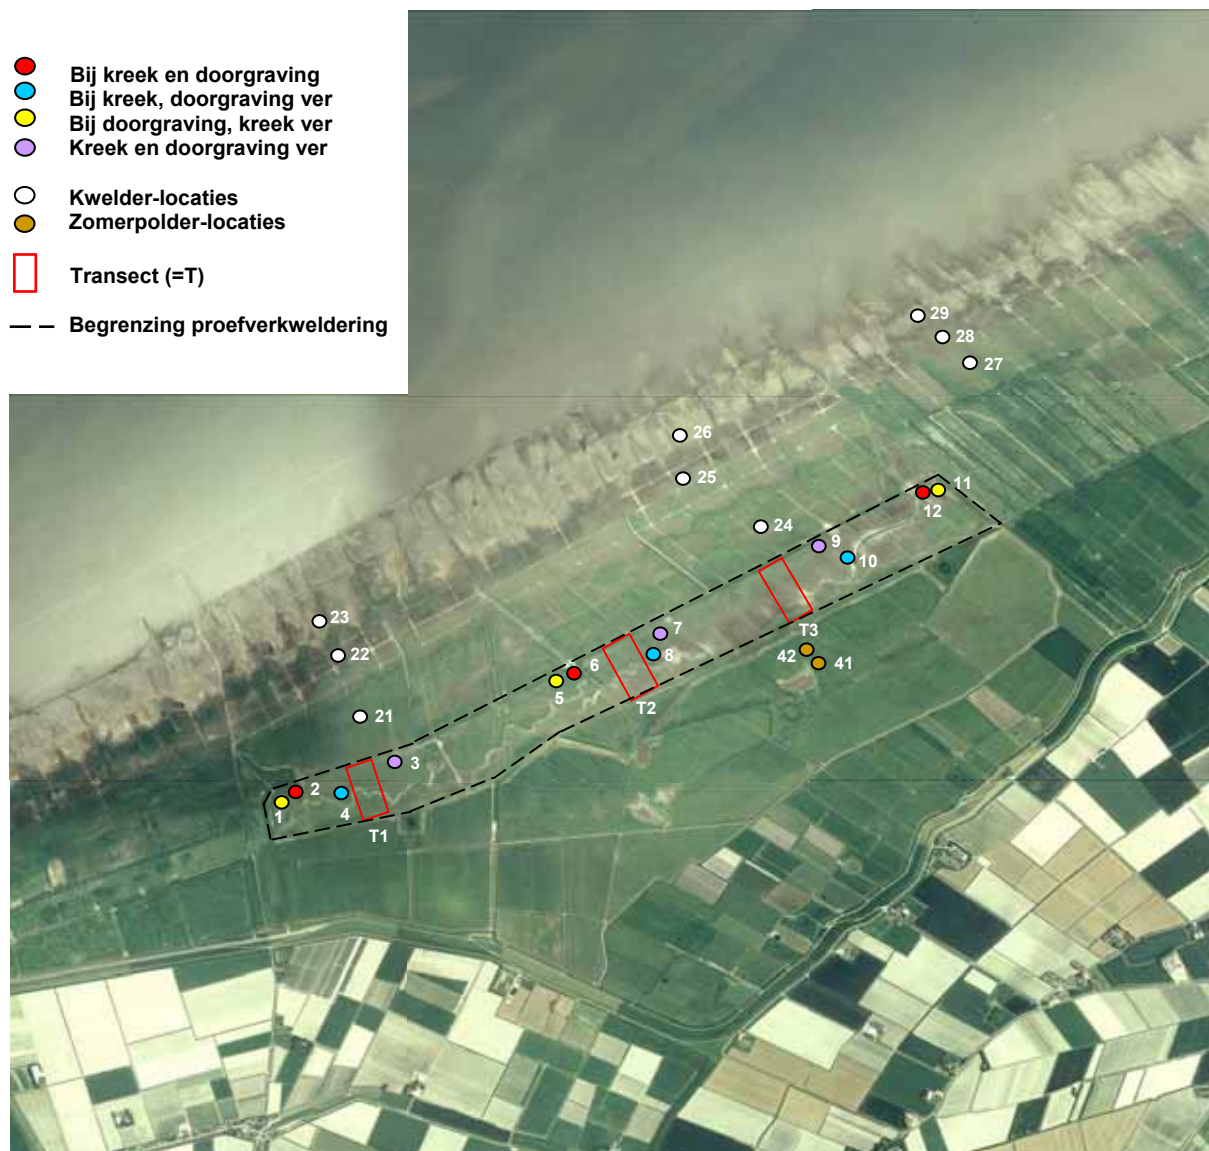 Bij kreek en doorgraving
Bij kreek, doorgraving ver
Bij doorgraving, kreek ver
Kreek en doorgraving ver
Kwelder-locaties
Zomerpolder-locaties
Transect (=T)
Begrenzing proefverkweldering
29
28
27
26
25
24
11
12
9
10
23
22
21
7
8
6
5
T3
42
41
T2
3
2
1
4
T1